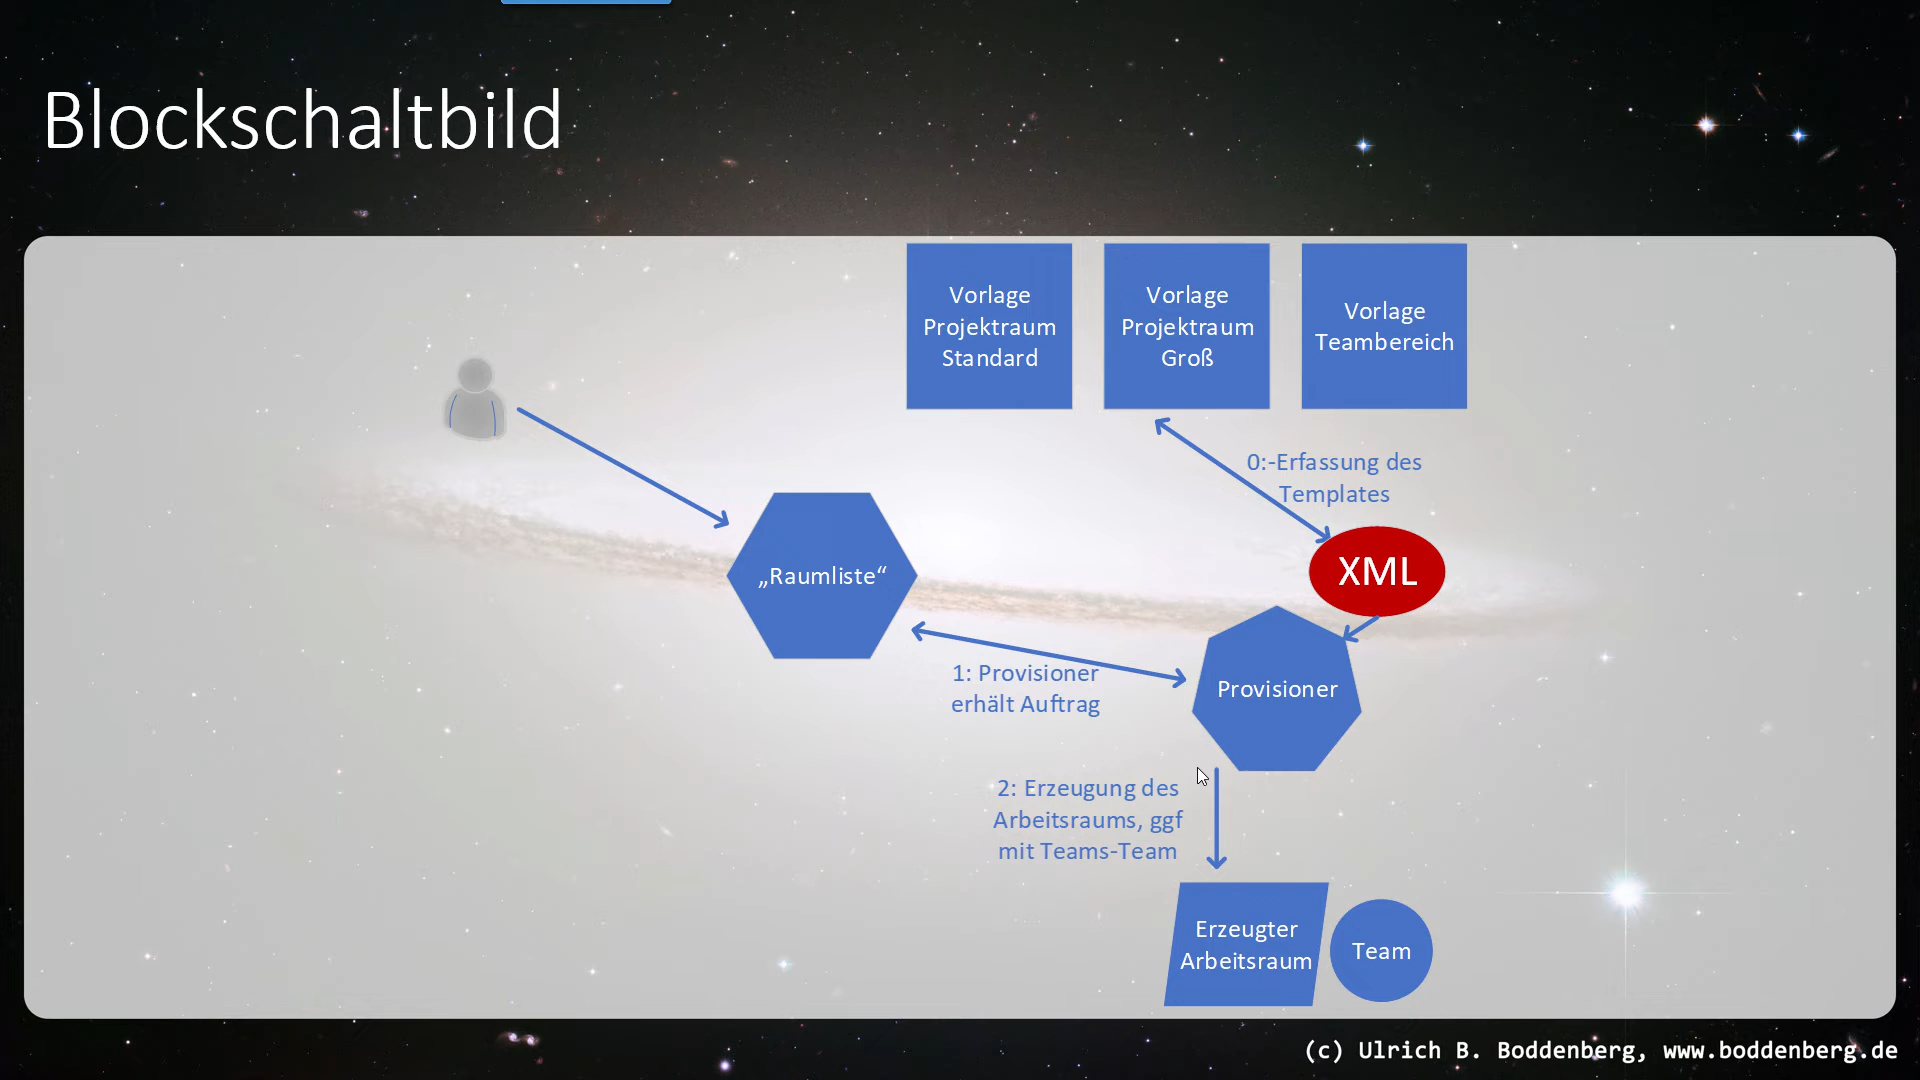 Blockschaltbild
Vorlage
Projektraum
Standard
Vorlage
Projektraum
Groß
Vorlage
Teambereich
0:-Erfassung des
Templates
XML
„Raumliste“
1: Provisioner
erhält Auftrag
Provisioner
2: Erzeugung des
Arbeitsraums, ggf
mit Teams-Team
Erzeugter
Arbeitsraum
Team
(c) Ulrich B. Boddenberg, www.boddenberg.de